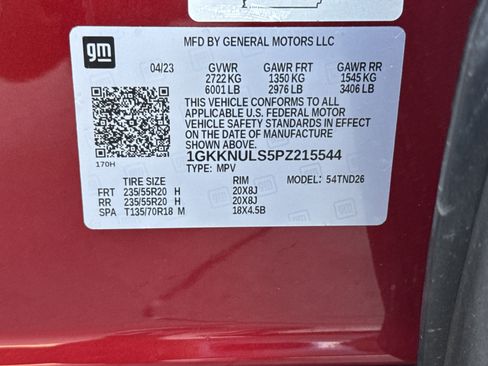 gm
MFD BY GENERAL MOTORS LLC
04/23 GVWR GAWR FRT GAWR RR
2722 KG 1350 KG 1545 KG
6001 LB 2976 LB 3406 LB
THIS VEHICLE CONFORMS TO ALL
APPLICABLE U.S. FEDERAL MOTOR
VEHICLE SAFETY STANDARDS IN
EFFECT ON THE DATE OF
MANUFACTURE SHOWN ABOVE.
1GKKNULS5PZ215544
170H
TYPE: MPV
TIRE SIZE RIM MODEL: 54TND26
FRT 235/55R20 H 20X8J
RR 235/55R20 H 20X8J
SPA T135/70R18 M 18X4.5B